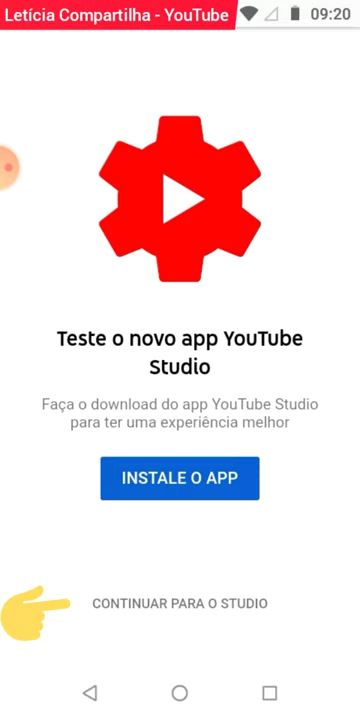 Letícia Compartilha - YouTube
09:20
Teste o novo app YouTube
Studio
Faça o download do app YouTube Studio
para ter uma experiência melhor
INSTALE O APP
CONTINUAR PARA O STUDIO